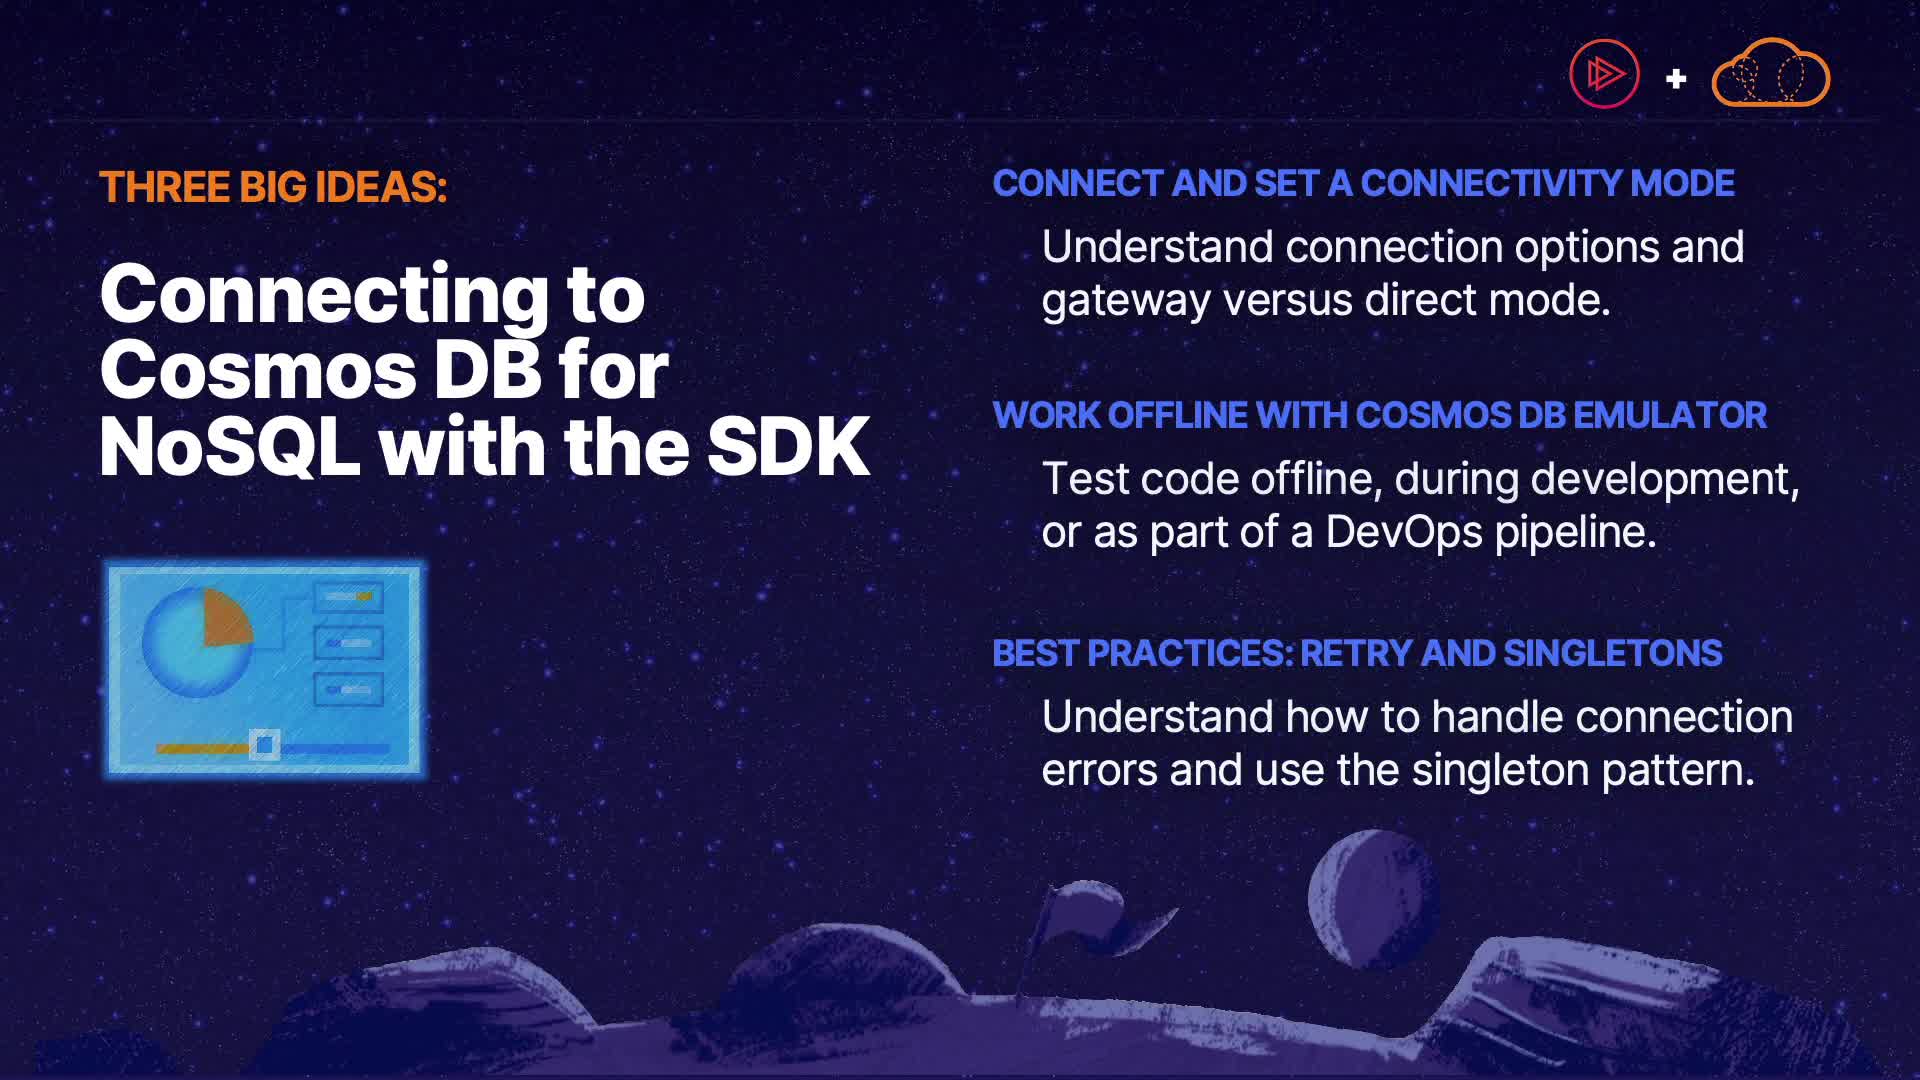 THREE BIG IDEAS:
Connecting to
Cosmos DB for
NoSQL with the SDK
CONNECT AND SET A CONNECTIVITY MODE
Understand connection options and
gateway versus direct mode.
WORK OFFLINE WITH COSMOS DB EMULATOR
Test code offline, during development,
or as part of a DevOps pipeline.
BEST PRACTICES: RETRY AND SINGLETONS
Understand how to handle connection
errors and use the singleton pattern.